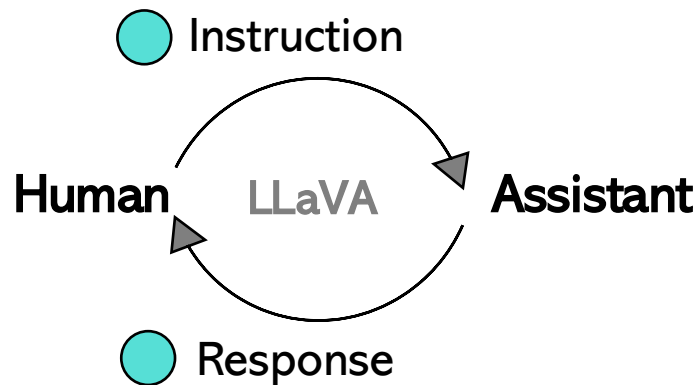 Instruction
Human
LLaVA
Assistant
Response